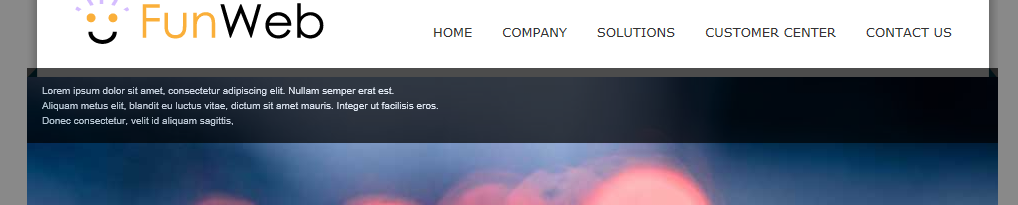 FunWeb
HOME COMPANY SOLUTIONS CUSTOMER CENTER CONTACT US
Lorem ipsum dolor sit amet, consectetur adipiscing elit. Nullam semper erat est.
Aliquam metus elit, blandit eu luctus vitae, dictum sit amet mauris. Integer ut facilisis eros.
Donec consectetur, velit id aliquam sagittis,